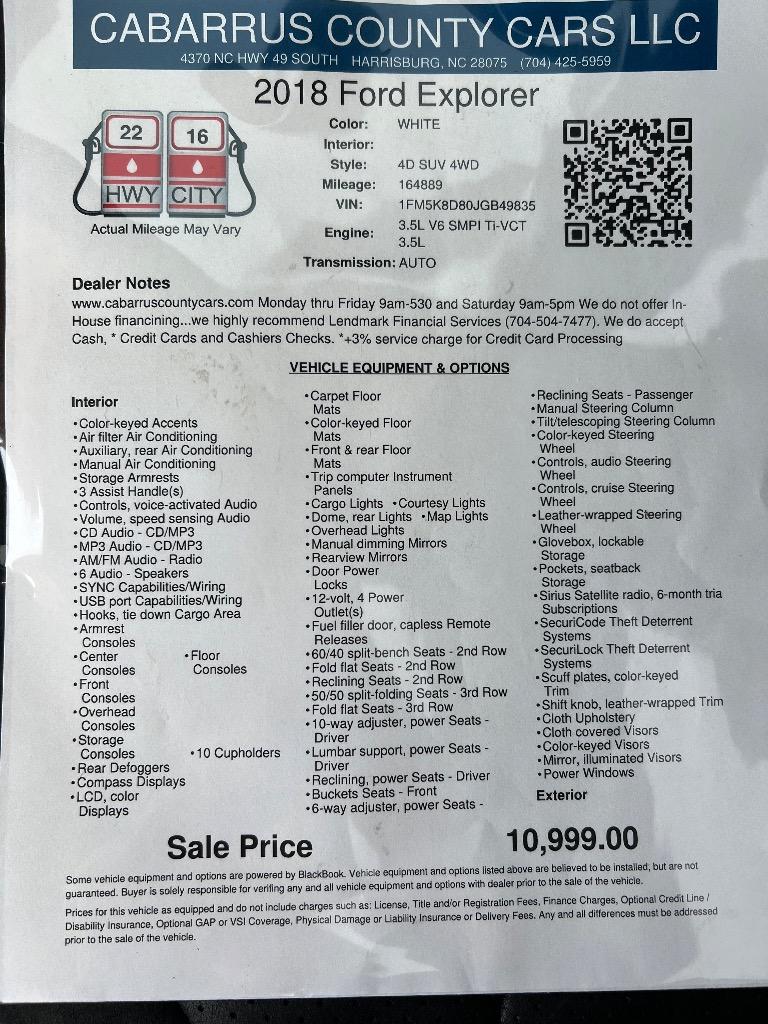 CABARRUS COUNTY CARS LLC
4370 NC HWY 49 SOUTH HARRISBURG, NC 28075 (704) 425-5959
2018 Ford Explorer
22 16
HWY CITY
Actual Mileage May Vary
Color: WHITE
Interior:
Style: 4D SUV 4WD
Mileage: 164889
VIN: 1FM5K8D80JGB49835
Engine: 3.5L V6 SMPI Ti-VCT
3.5L
Transmission: AUTO
Dealer Notes
www.cabarruscountycars.com Monday thru Friday 9am-530 and Saturday 9am-5pm We do not offer In-
House financining...we highly recommend Lendmark Financial Services (704-504-7477). We do accept
Cash, * Credit Cards and Cashiers Checks. *+3% service charge for Credit Card Processing
VEHICLE EQUIPMENT & OPTIONS
Interior
•Color-keyed Accents
•Air filter Air Conditioning
•Auxiliary, rear Air Conditioning
•Manual Air Conditioning
•Storage Armrests
•3 Assist Handle(s)
•Controls, voice-activated Audio
•Volume, speed sensing Audio
•CD Audio - CD/MP3
•MP3 Audio - CD/MP3
•AM/FM Audio - Radio
•6 Audio - Speakers
•SYNC Capabilities/Wiring
•USB port Capabilities/Wiring
•Hooks, tie down Cargo Area
•Armrest
Consoles
•Center •Floor
Consoles Consoles
•Front
Consoles
•Overhead
Consoles
•Storage
Consoles •10 Cupholders
•Rear Defoggers
•Compass Displays
•LCD, color
Displays
•Carpet Floor
Mats
•Color-keyed Floor
Mats
•Front & rear Floor
Mats
•Trip computer Instrument
Panels
•Cargo Lights •Courtesy Lights
•Dome, rear Lights •Map Lights
•Overhead Lights
•Manual dimming Mirrors
•Rearview Mirrors
•Door Power
Locks
•12-volt, 4 Power
Outlet(s)
•Fuel filler door, capless Remote
Releases
•60/40 split-bench Seats - 2nd Row
•Fold flat Seats - 2nd Row
•Reclining Seats - 2nd Row
•50/50 split-folding Seats - 3rd Row
•Fold flat Seats - 3rd Row
•10-way adjuster, power Seats -
Driver
•Lumbar support, power Seats -
Driver
•Reclining, power Seats - Driver
•Buckets Seats - Front
•6-way adjuster, power Seats -
•Reclining Seats - Passenger
•Manual Steering Column
•Tilt/telescoping Steering Column
•Color-keyed Steering
Wheel
•Controls, audio Steering
Wheel
•Controls, cruise Steering
Wheel
•Leather-wrapped Steering
Wheel
•Glovebox, lockable
Storage
•Pockets, seatback
Storage
•Sirius Satellite radio, 6-month tria
Subscriptions
•SecuriCode Theft Deterrent
Systems
•SecuriLock Theft Deterrent
Systems
•Scuff plates, color-keyed
Trim
•Shift knob, leather-wrapped Trim
•Cloth Upholstery
•Cloth covered Visors
•Color-keyed Visors
•Mirror, illuminated Visors
•Power Windows
Exterior
Sale Price 10,999.00
Some vehicle equipment and options are powered by BlackBook. Vehicle equipment and options listed above are believed to be installed, but are not
guaranteed. Buyer is solely responsible for verifing any and all vehicle equipment and options with dealer prior to the sale of the vehicle.
Prices for this vehicle as equipped and do not include charges such as: License, Title and/or Registration Fees, Finance Charges, Optional Credit Line /
Disability Insurance, Optional GAP or VSI Coverage, Physical Damage or Liability Insurance or Delivery Fees. Any and all differences must be addressed
prior to the sale of the vehicle.